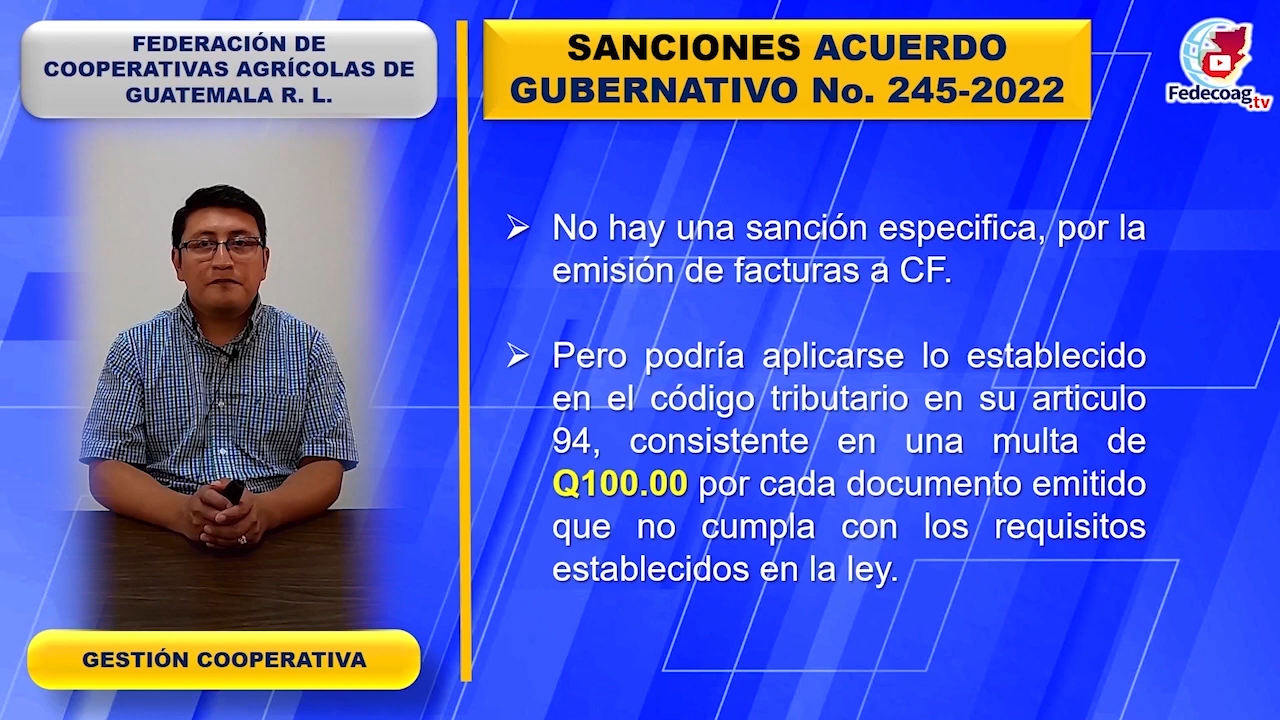 FEDERACIÓN DE
COOPERATIVAS AGRÍCOLAS DE
GUATEMALA R. L.
SANCIONES ACUERDO
GUBERNATIVO No. 245-2022
Fedecoag.tv
➢ No hay una sanción especifica, por la
emisión de facturas a CF.
➢ Pero podría aplicarse lo establecido
en el código tributario en su articulo
94, consistente en una multa de
Q100.00 por cada documento emitido
que no cumpla con los requisitos
establecidos en la ley.
GESTIÓN COOPERATIVA